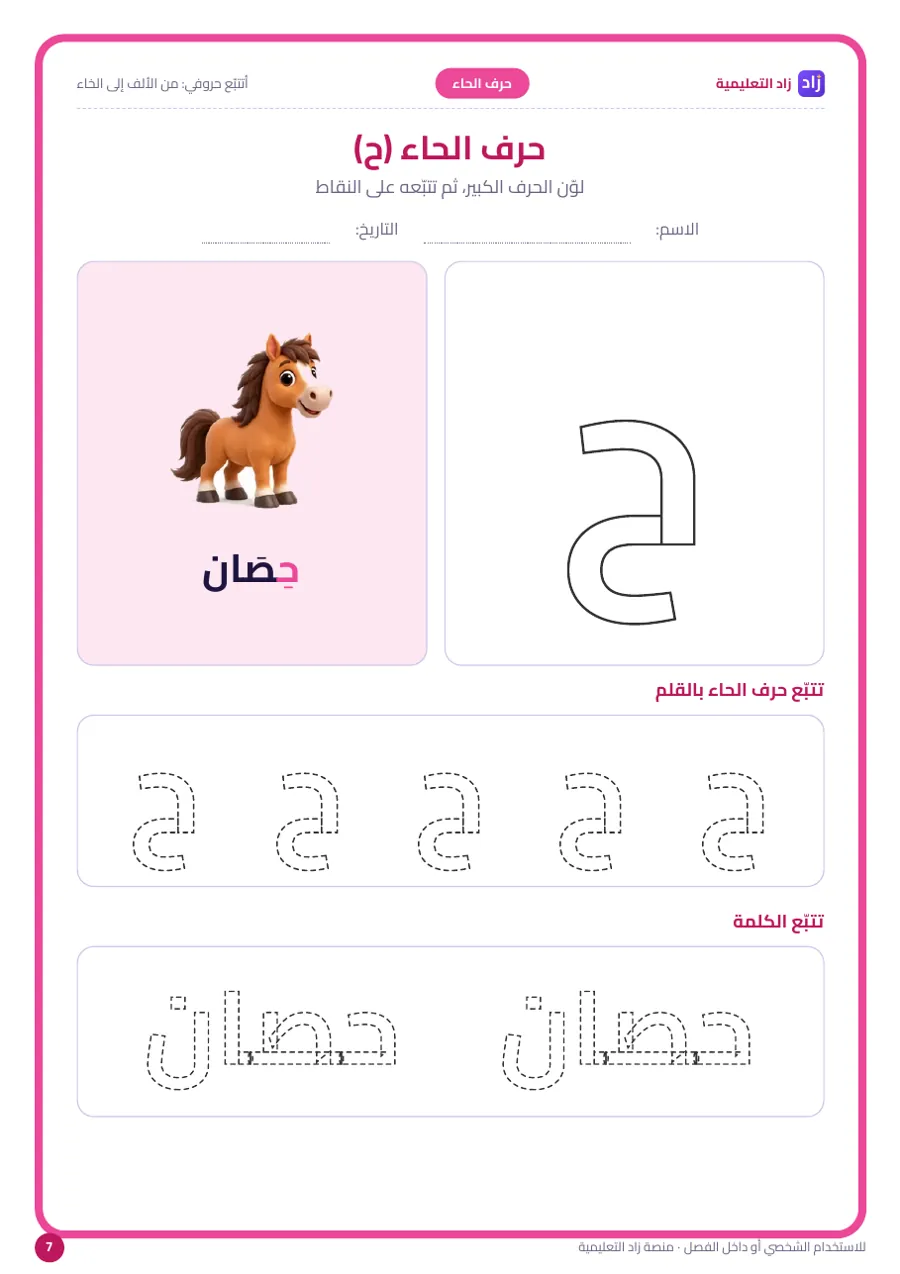 زاد زاد التعليمية
حرف الحاء
أتتبّع حروفي: من الألف إلى الخاء
حرف الحاء (ح)
لوّن الحرف الكبير، ثم تتبّعه على النقاط
الاسم: التاريخ:
ح
حِصَان
تتبّع حرف الحاء بالقلم
ح ح ح ح ح
تتبّع الكلمة
حصان حصان
للاستخدام الشخصي أو داخل الفصل · منصة زاد التعليمية
7